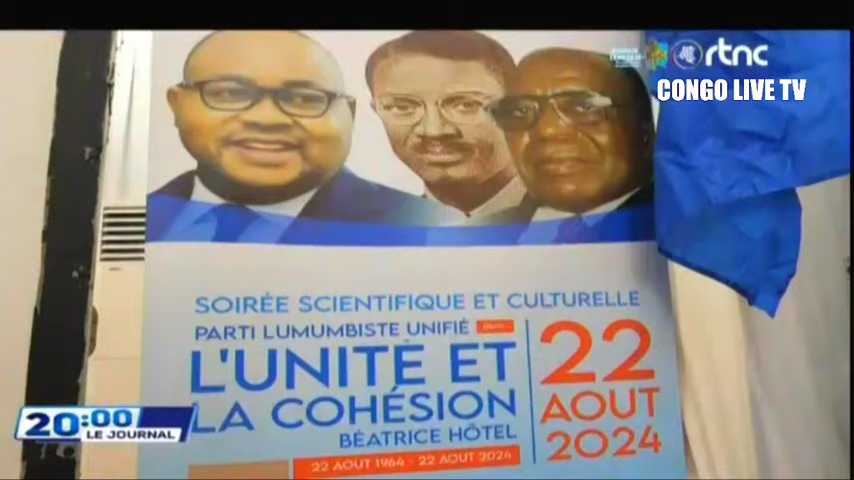 rtnc
CONGO LIVE TV
SOIRÉE SCIENTIFIQUE ET CULTURELLE
PARTI LUMUMBISTE UNIFIÉ
L'UNITÉ ET
LA COHÉSION
BÉATRICE HÔTEL
22
AOUT
2024
22 AOUT 1964 - 22 AOUT 2024
20:00
LE JOURNAL